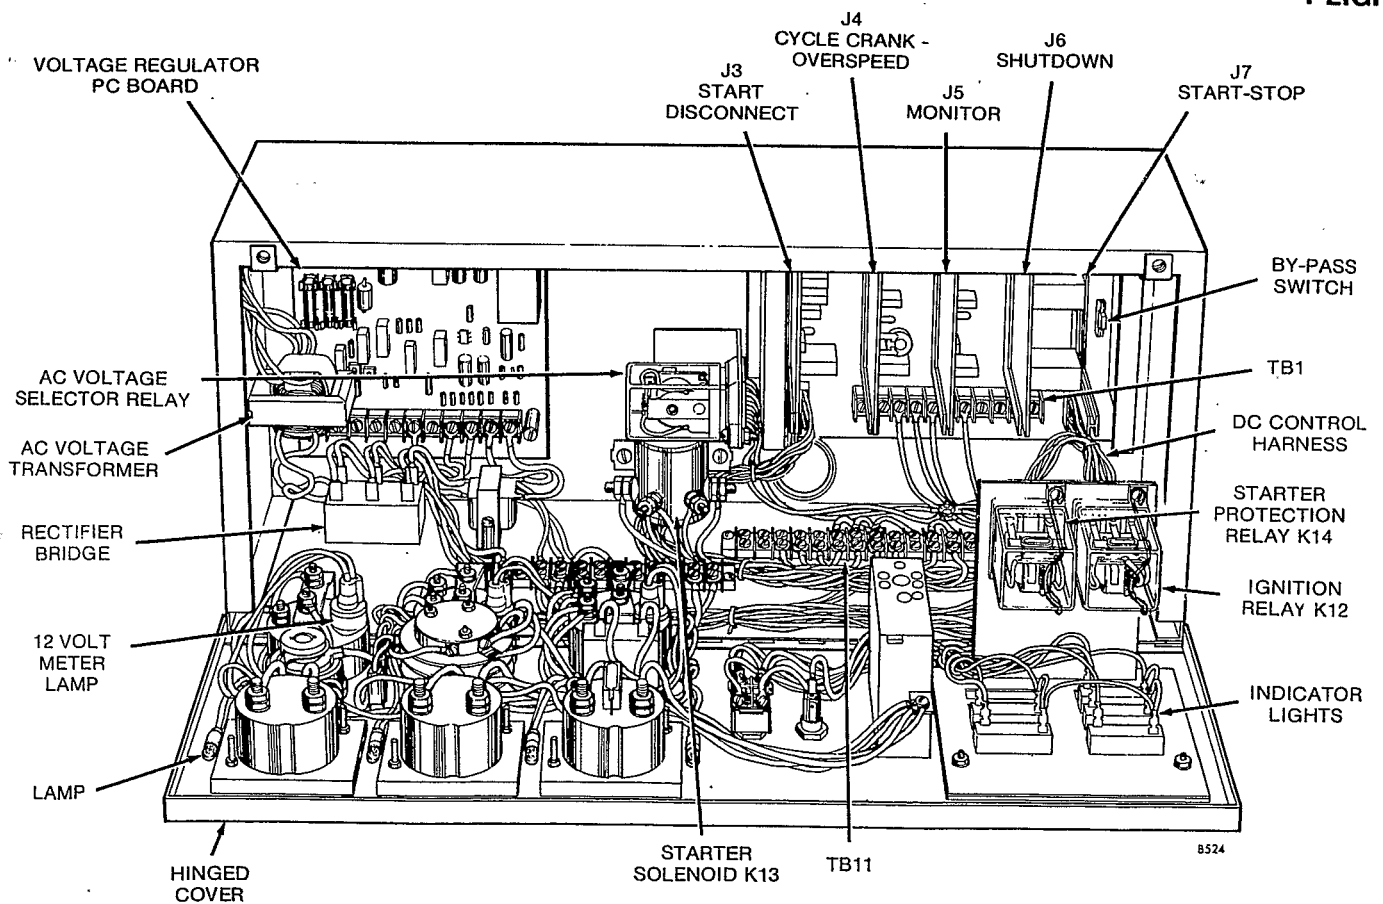 J4
CYCLE CRANK -
OVERSPEED
J6
SHUTDOWN
VOLTAGE REGULATOR
PC BOARD
J3
START
DISCONNECT
J5
MONITOR
J7
START-STOP
BY-PASS
SWITCH
AC VOLTAGE
SELECTOR RELAY
TB1
AC VOLTAGE
TRANSFORMER
DC CONTROL
HARNESS
RECTIFIER
BRIDGE
STARTER
PROTECTION
RELAY K14
IGNITION
RELAY K12
12 VOLT
METER
LAMP
INDICATOR
LIGHTS
LAMP
HINGED
COVER
STARTER
SOLENOID K13
TB11
B524